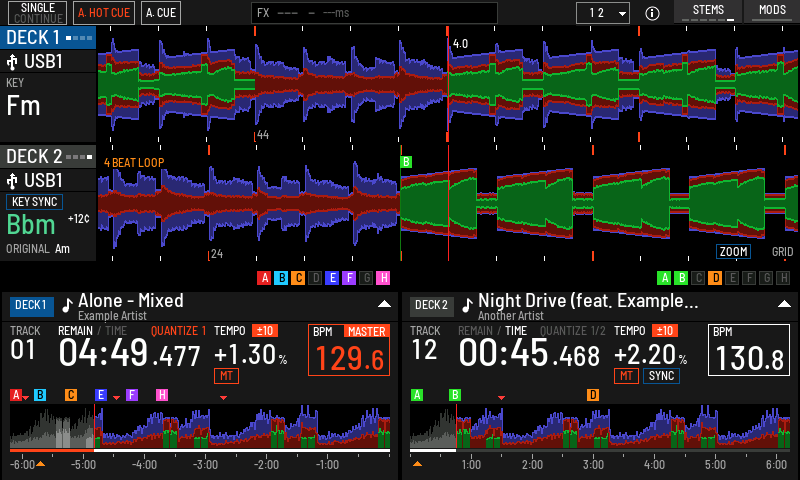 SINGLE
CONTINUE
A. HOT CUE
A. CUE
FX --- - ---ms
1 2
STEMS
MODS
DECK 1
USB1
KEY
Fm
4.0
44
DECK 2
USB1
KEY SYNC
Bbm +12¢
ORIGINAL Am
4 BEAT LOOP
B
24
ZOOM
GRID
A B C D E F G H
A B C D E F G H
DECK 1
Alone - Mixed
Example Artist
TRACK
01
REMAIN / TIME
QUANTIZE 1
04:49.477
TEMPO ±10
+1.30%
MT
BPM MASTER
129.6
A B C E F H
-6:00 -5:00 -4:00 -3:00 -2:00 -1:00
DECK 2
Night Drive (feat. Example...
Another Artist
TRACK
12
REMAIN / TIME
QUANTIZE 1/2
00:45.468
TEMPO ±10
+2.20%
MT SYNC
BPM
130.8
A B D
1:00 2:00 3:00 4:00 5:00 6:00